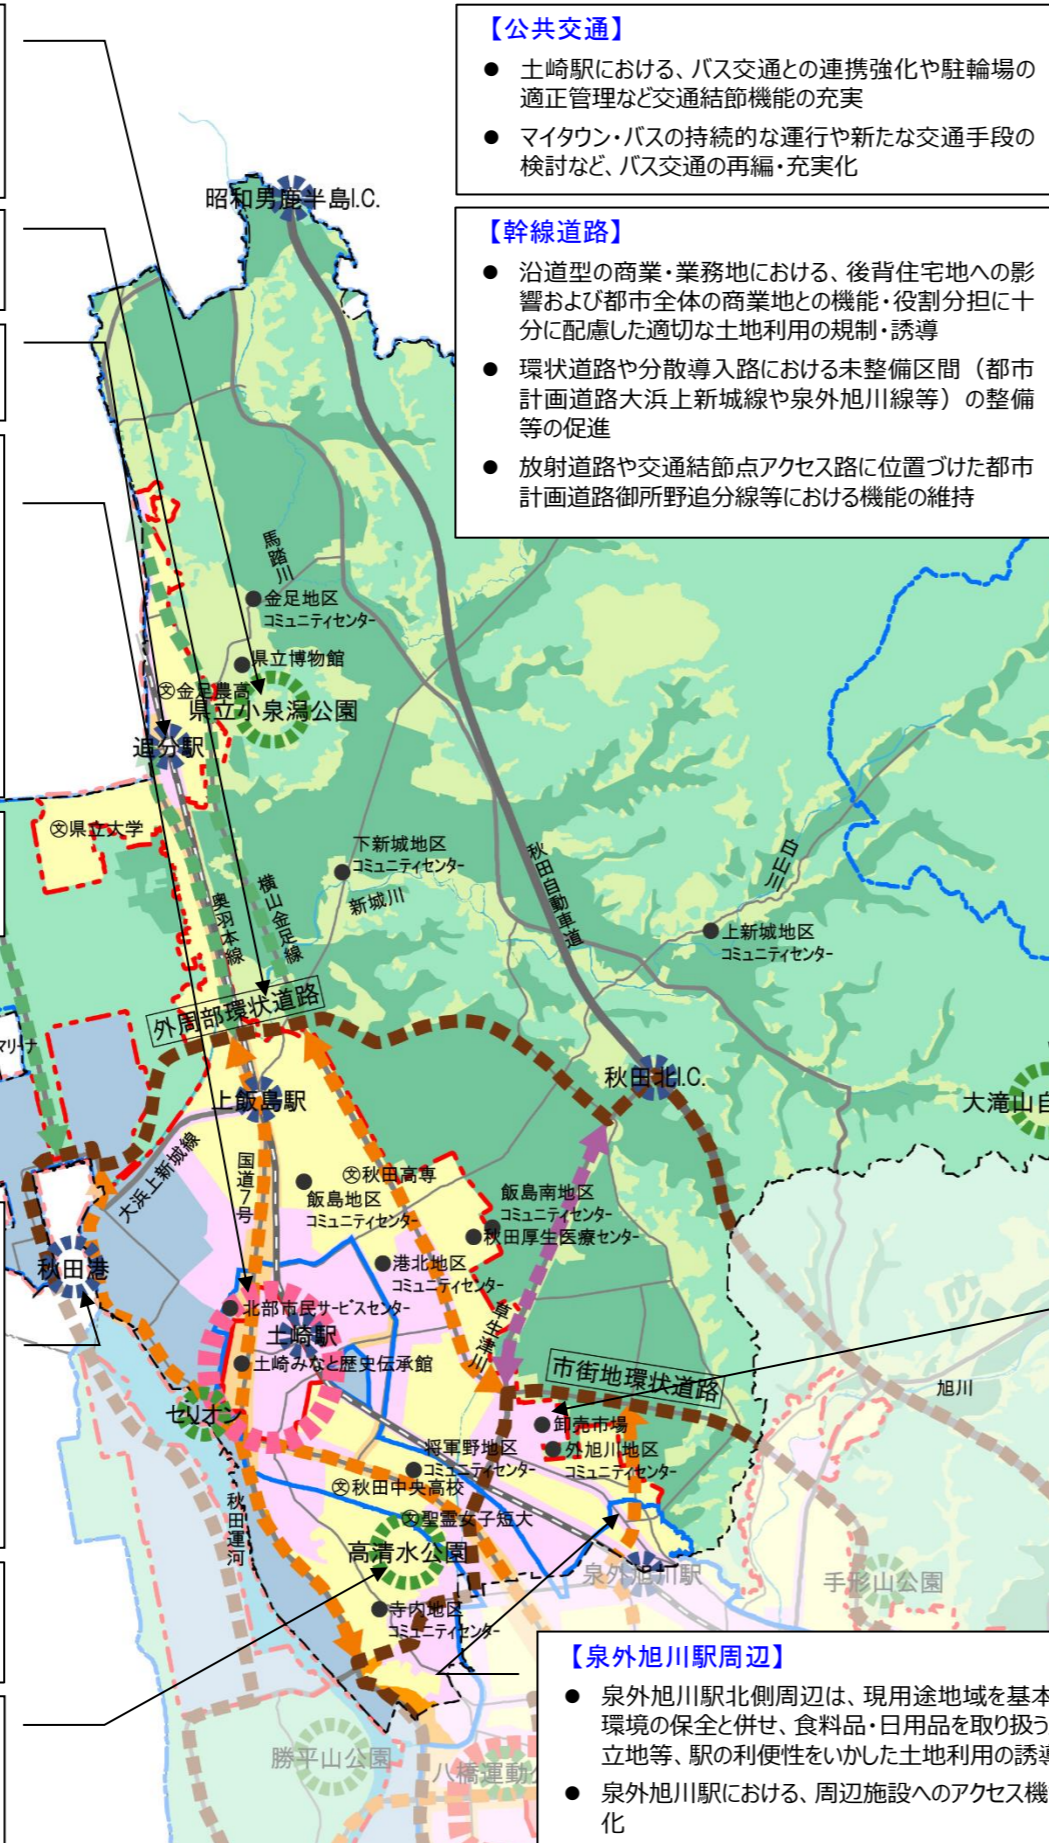 【公共交通】
● 土崎駅における、バス交通との連携強化や駐輪場の
適正管理など交通結節機能の充実
● マイタウン・バスの持続的な運行や新たな交通手段の
検討など、バス交通の再編・充実化
【幹線道路】
● 沿道型の商業・業務地における、後背住宅地への影
響および都市全体の商業地との機能・役割分担に十
分に配慮した適切な土地利用の規制・誘導
● 環状道路や分散導入路における未整備区間（都市
計画道路大浜上新城線や泉外旭川線等）の整備
等の促進
● 放射道路や交通結節点アクセス路に位置づけた都市
計画道路御所野追分線等における機能の維持
昭和男鹿半島I.C.
馬踏川
金足地区
コミュニティセンター
県立博物館
㊫金足農高
県立小泉潟公園
追分駅
㊫県立大学
下新城地区
コミュニティセンター
新城川
秋田自動車道
上新城地区
コミュニティセンター
奥羽本線
横山金足線
外周部環状道路
マリーナ
上飯島駅
秋田北I.C.
大滝山自
大浜上新城線
国道7号
㊫秋田高専
飯島地区
コミュニティセンター
飯島南地区
コミュニティセンター
秋田厚生医療センター
港北地区
コミュニティセンター
秋田港
北部市民サービスセンター
土崎駅
土崎みなと歴史伝承館
草生津川
市街地環状道路
旭川
セリオン
卸売市場
外旭川地区
コミュニティセンター
将軍野地区
コミュニティセンター
㊫秋田中央高校
㊫聖霊女子短大
秋田運河
高清水公園
泉外旭川駅
手形山公園
寺内地区
コミュニティセンター
勝平山公園
八橋運動公
【泉外旭川駅周辺】
● 泉外旭川駅北側周辺は、現用途地域を基本
環境の保全と併せ、食料品・日用品を取り扱う
立地等、駅の利便性をいかした土地利用の誘導
● 泉外旭川駅における、周辺施設へのアクセス機
化